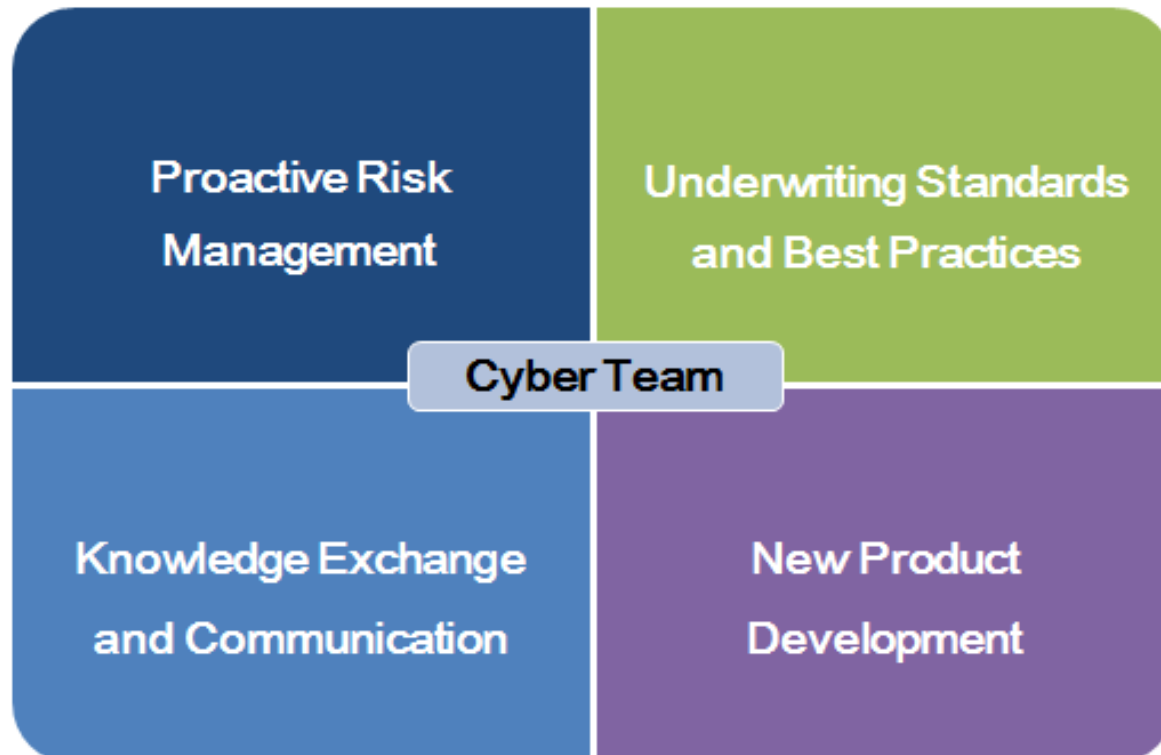 Proactive Risk
Management
Underwriting Standards
and Best Practices
Cyber Team
Knowledge Exchange
and Communication
New Product
Development